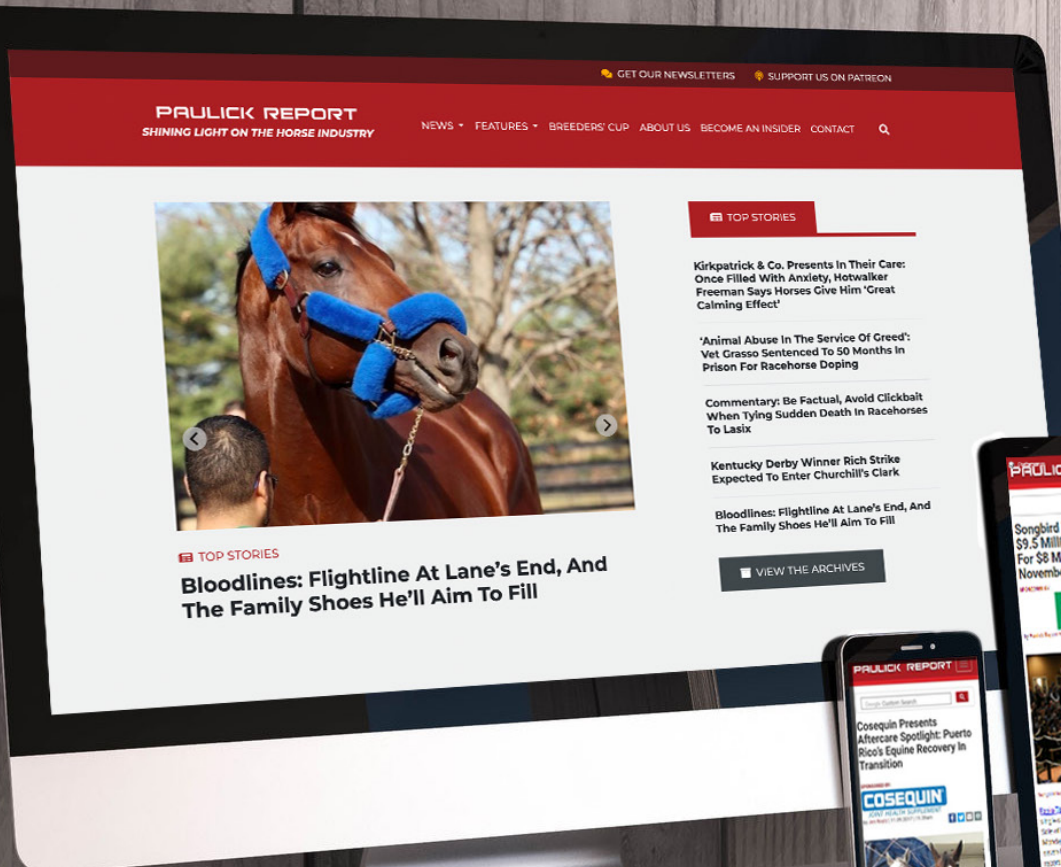 GET OUR NEWSLETTERS
SUPPORT US ON PATREON
PAULICK REPORT
SHINING LIGHT ON THE HORSE INDUSTRY
NEWS
FEATURES
BREEDERS' CUP
ABOUT US
BECOME AN INSIDER
CONTACT
TOP STORIES
Bloodlines: Flightline At Lane's End, And
The Family Shoes He'll Aim To Fill
TOP STORIES
Kirkpatrick & Co. Presents In Their Care:
Once Filled With Anxiety, Hotwalker
Freeman Says Horses Give Him 'Great
Calming Effect'
'Animal Abuse In The Service Of Greed':
Vet Grasso Sentenced To 50 Months In
Prison For Racehorse Doping
Commentary: Be Factual, Avoid Clickbait
When Tying Sudden Death In Racehorses
To Lasix
Kentucky Derby Winner Rich Strike
Expected To Enter Churchill's Clark
Bloodlines: Flightline At Lane's End, And
The Family Shoes He'll Aim To Fill
VIEW THE ARCHIVES
PAULICK REPORT
Custom Search
Cosequin Presents
Aftercare Spotlight: Puerto
Rico's Equine Recovery In
Transition
COSEQUIN
JOINT HEALTH SUPPLEMENT
Songbird
For $8